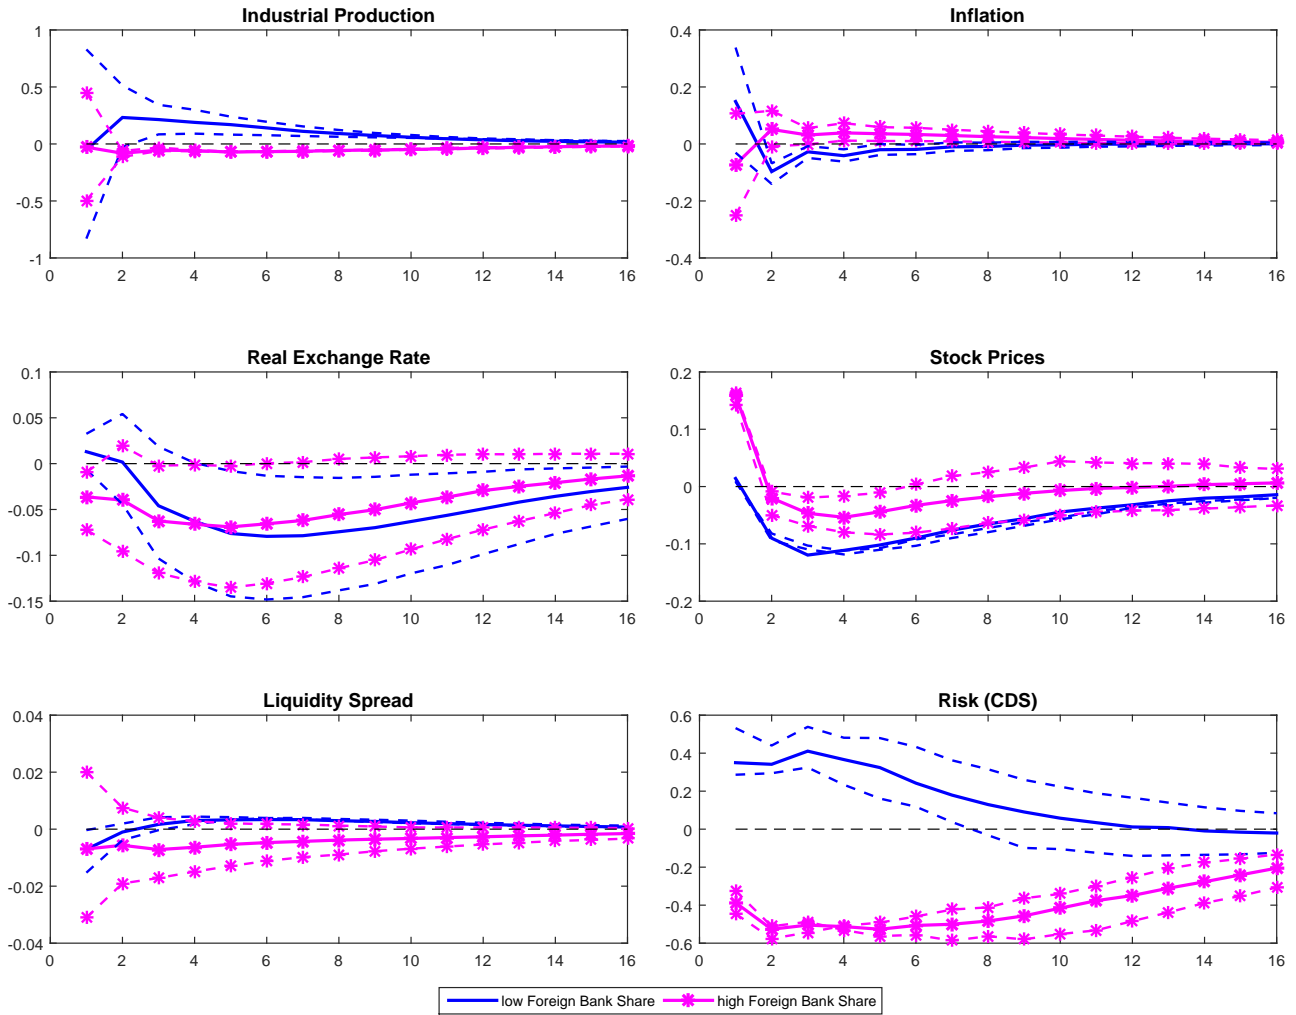 Industrial Production
1
0.5
0
-0.5
-1
0 2 4 6 8 10 12 14 16
Inflation
0.4
0.2
0
-0.2
-0.4
0 2 4 6 8 10 12 14 16
Real Exchange Rate
0.1
0.05
0
-0.05
-0.1
-0.15
0 2 4 6 8 10 12 14 16
Stock Prices
0.2
0.1
0
-0.1
-0.2
0 2 4 6 8 10 12 14 16
Liquidity Spread
0.04
0.02
0
-0.02
-0.04
0 2 4 6 8 10 12 14 16
Risk (CDS)
0.6
0.4
0.2
0
-0.2
-0.4
-0.6
0 2 4 6 8 10 12 14 16
low Foreign Bank Share high Foreign Bank Share